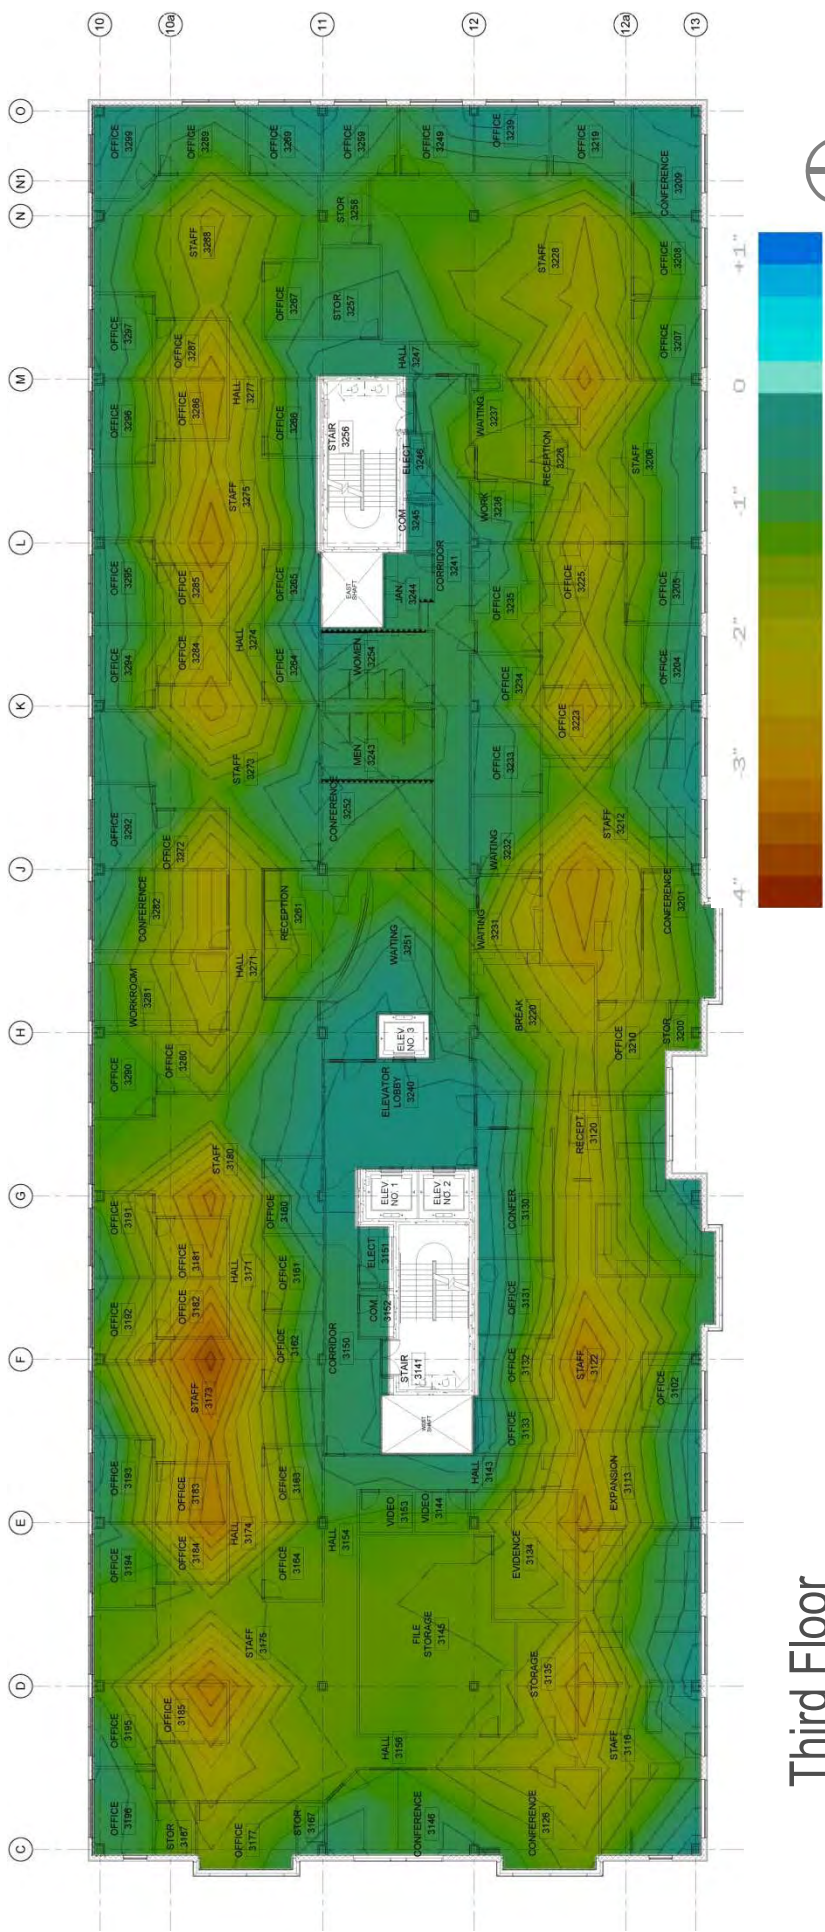 10
10a
11
12
12a
13
O
N1
N
M
L
K
J
H
G
F
E
D
C
OFFICE
3299
OFFICE
3289
OFFICE
3269
OFFICE
3259
OFFICE
3249
OFFICE
3239
OFFICE
3219
CONFERENCE
3209
STAFF
3288
STOR
3258
STAFF
3228
OFFICE
3208
OFFICE
3297
OFFICE
3287
OFFICE
3267
STOR
3257
HALL
3247
OFFICE
3207
OFFICE
3296
OFFICE
3286
HALL
3277
OFFICE
3266
STAIR
3256
ELECT
3246
WAITING
3237
RECEPTION
3226
STAFF
3206
STAFF
3275
COM
3245
WORK
3236
OFFICE
3295
OFFICE
3285
OFFICE
3265
EAST
SHAFT
JAN
3244
CORRIDOR
3241
OFFICE
3235
OFFICE
3225
OFFICE
3205
OFFICE
3294
OFFICE
3284
HALL
3274
OFFICE
3264
WOMEN
3254
OFFICE
3234
OFFICE
3204
OFFICE
3223
STAFF
3273
MEN
3243
OFFICE
3233
OFFICE
3292
OFFICE
3272
CONFERENCE
3252
WAITING
3232
STAFF
3212
CONFERENCE
3282
RECEPTION
3261
WAITING
3251
WAITING
3231
CONFERENCE
3201
WORKROOM
3281
HALL
3271
BREAK
3220
OFFICE
3290
OFFICE
3280
ELEV.
NO. 3
OFFICE
3210
STOR
3200
ELEVATOR
LOBBY
3240
STAFF
3180
RECEPT
3120
OFFICE
3191
OFFICE
3181
OFFICE
3160
ELEV.
NO. 1
ELEV.
NO. 2
CONFER
3130
HALL
3171
OFFICE
3161
ELECT
3151
OFFICE
3192
OFFICE
3182
COM
3152
OFFICE
3131
STAFF
3173
OFFICE
3162
CORRIDOR
3150
STAIR
3141
OFFICE
3132
STAFF
3122
OFFICE
3102
WEST
SHAFT
OFFICE
3133
OFFICE
3193
OFFICE
3183
OFFICE
3163
HALL
3143
EXPANSION
3113
HALL
3174
HALL
3154
VIDEO
3153
VIDEO
3144
OFFICE
3194
OFFICE
3184
OFFICE
3164
EVIDENCE
3134
STAFF
3175
FILE
STORAGE
3145
STORAGE
3135
OFFICE
3195
OFFICE
3185
HALL
3156
STAFF
3116
OFFICE
3196
STOR
3187
OFFICE
3177
STOR
3167
CONFERENCE
3146
CONFERENCE
3126
+1"
0
-1"
-2"
-3"
-4"
Third Floor